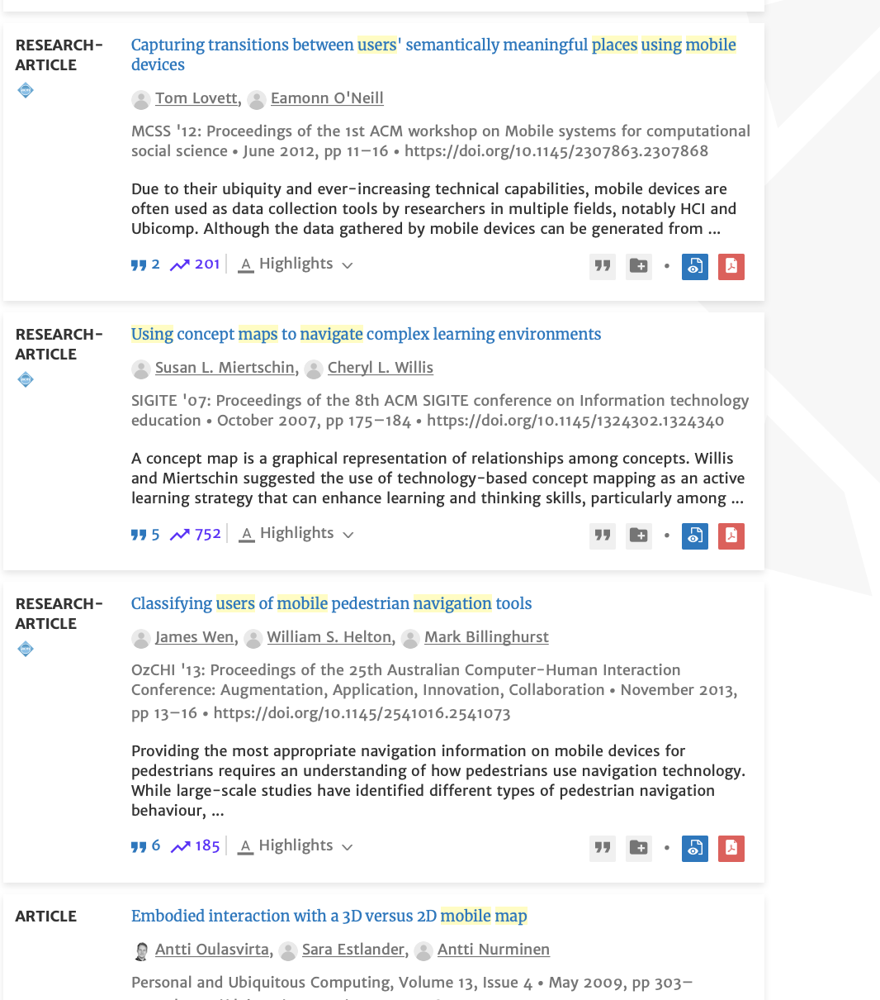 RESEARCH-
ARTICLE
Capturing transitions between users' semantically meaningful places using mobile
devices
Tom Lovett, Eamonn O'Neill
MCSS '12: Proceedings of the 1st ACM workshop on Mobile systems for computational
social science • June 2012, pp 11–16 • https://doi.org/10.1145/2307863.2307868
Due to their ubiquity and ever-increasing technical capabilities, mobile devices are
often used as data collection tools by researchers in multiple fields, notably HCI and
Ubicomp. Although the data gathered by mobile devices can be generated from ...
2 201 A Highlights
RESEARCH-
ARTICLE
Using concept maps to navigate complex learning environments
Susan L. Miertschin, Cheryl L. Willis
SIGITE '07: Proceedings of the 8th ACM SIGITE conference on Information technology
education • October 2007, pp 175–184 • https://doi.org/10.1145/1324302.1324340
A concept map is a graphical representation of relationships among concepts. Willis
and Miertschin suggested the use of technology-based concept mapping as an active
learning strategy that can enhance learning and thinking skills, particularly among ...
5 752 A Highlights
RESEARCH-
ARTICLE
Classifying users of mobile pedestrian navigation tools
James Wen, William S. Helton, Mark Billinghurst
OzCHI '13: Proceedings of the 25th Australian Computer-Human Interaction
Conference: Augmentation, Application, Innovation, Collaboration • November 2013,
pp 13–16 • https://doi.org/10.1145/2541016.2541073
Providing the most appropriate navigation information on mobile devices for
pedestrians requires an understanding of how pedestrians use navigation technology.
While large-scale studies have identified different types of pedestrian navigation
behaviour, ...
6 185 A Highlights
ARTICLE
Embodied interaction with a 3D versus 2D mobile map
Antti Oulasvirta, Sara Estlander, Antti Nurminen
Personal and Ubiquitous Computing, Volume 13, Issue 4 • May 2009, pp 303–